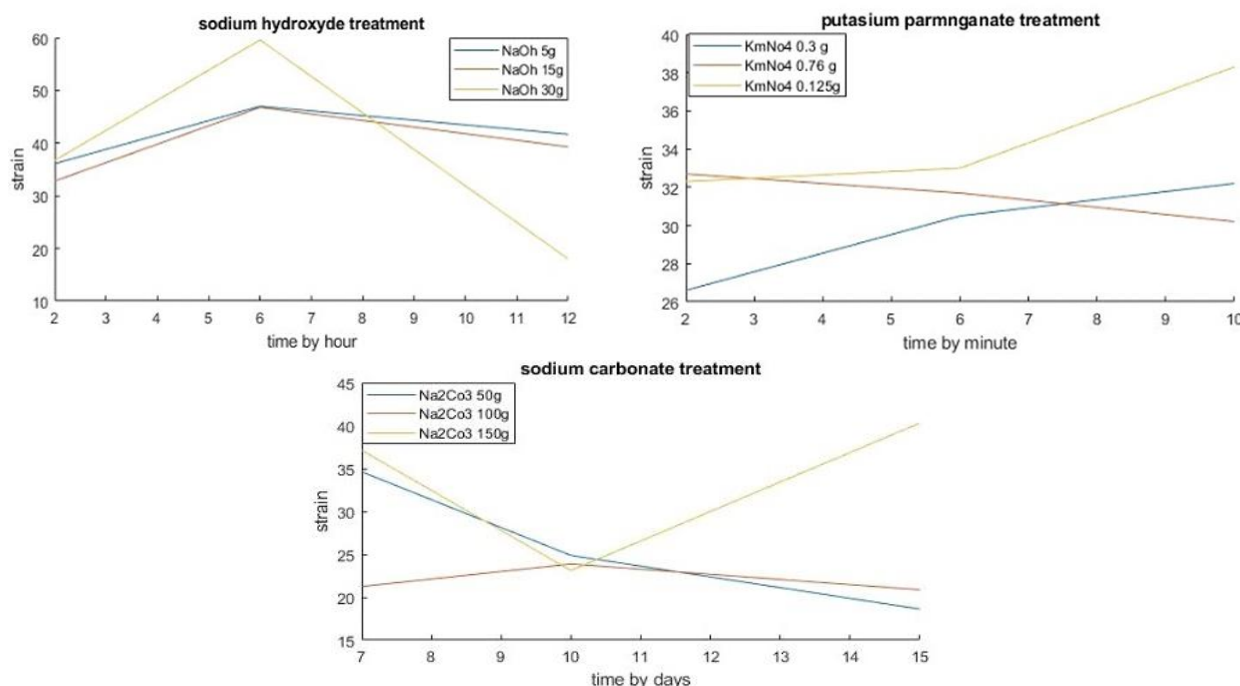 sodium hydroxyde treatment
60
50
40
30
20
10
strain
NaOh 5g
NaOh 15g
NaOh 30g
2 3 4 5 6 7 8 9 10 11 12
time by hour
putasium parmnganate treatment
40
38
36
34
32
30
28
26
strain
KmNo4 0.3 g
KmNo4 0.76 g
KmNo4 0.125g
2 3 4 5 6 7 8 9 10
time by minute
sodium carbonate treatment
45
40
35
30
25
20
15
strain
Na2Co3 50g
Na2Co3 100g
Na2Co3 150g
7 8 9 10 11 12 13 14 15
time by days